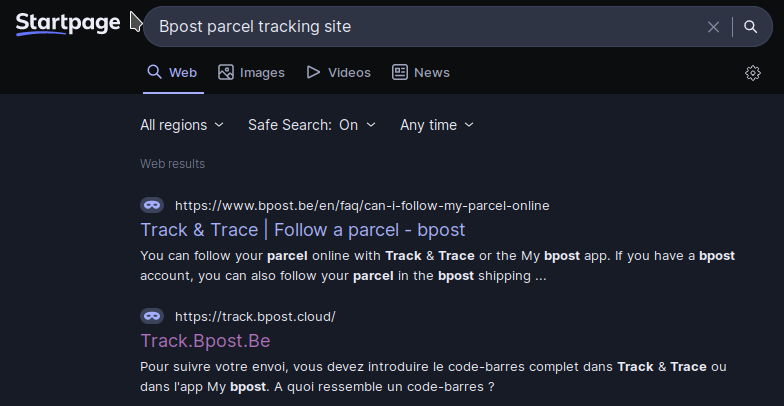 Startpage
Bpost parcel tracking site
Web
Images
Videos
News
All regions
Safe Search: On
Any time
Web results
https://www.bpost.be/en/faq/can-i-follow-my-parcel-online
Track & Trace | Follow a parcel - bpost
You can follow your parcel online with Track & Trace or the My bpost app. If you have a bpost
account, you can also follow your parcel in the bpost shipping ...
https://track.bpost.cloud/
Track.Bpost.Be
Pour suivre votre envoi, vous devez introduire le code-barres complet dans Track & Trace ou
dans l'app My bpost. A quoi ressemble un code-barres ?